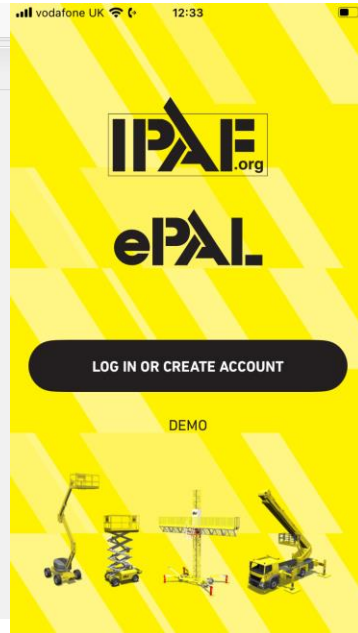 vodafone UK 12:33
IPAF
.org
ePAL
LOG IN OR CREATE ACCOUNT
DEMO